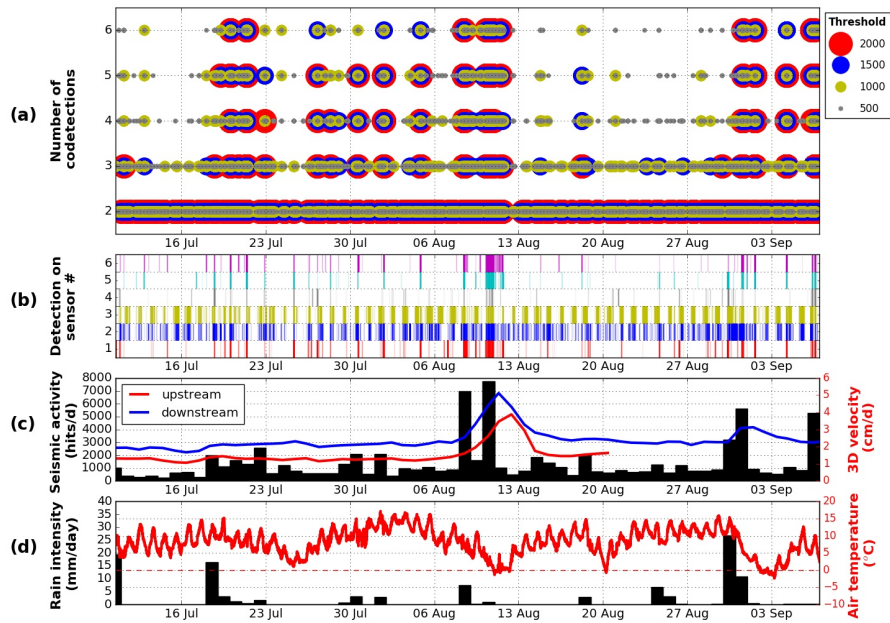 Threshold
2000
1500
1000
500
(a)
Number of
codetections
6
5
4
3
2
16 Jul 23 Jul 30 Jul 06 Aug 13 Aug 20 Aug 27 Aug 03 Sep
(b)
Detection on
sensor #
6
5
4
3
2
1
16 Jul 23 Jul 30 Jul 06 Aug 13 Aug 20 Aug 27 Aug 03 Sep
(c)
Seismic activity
(hits/d)
8000
7000
6000
5000
4000
3000
2000
1000
0
upstream
downstream
6
5
4
3
2
1
0
3D velocity
(cm/d)
16 Jul 23 Jul 30 Jul 06 Aug 13 Aug 20 Aug 27 Aug 03 Sep
(d)
Rain intensity
(mm/day)
40
35
30
25
20
15
10
5
0
20
15
10
5
0
−5
−10
Air temperature
(°C)
16 Jul 23 Jul 30 Jul 06 Aug 13 Aug 20 Aug 27 Aug 03 Sep